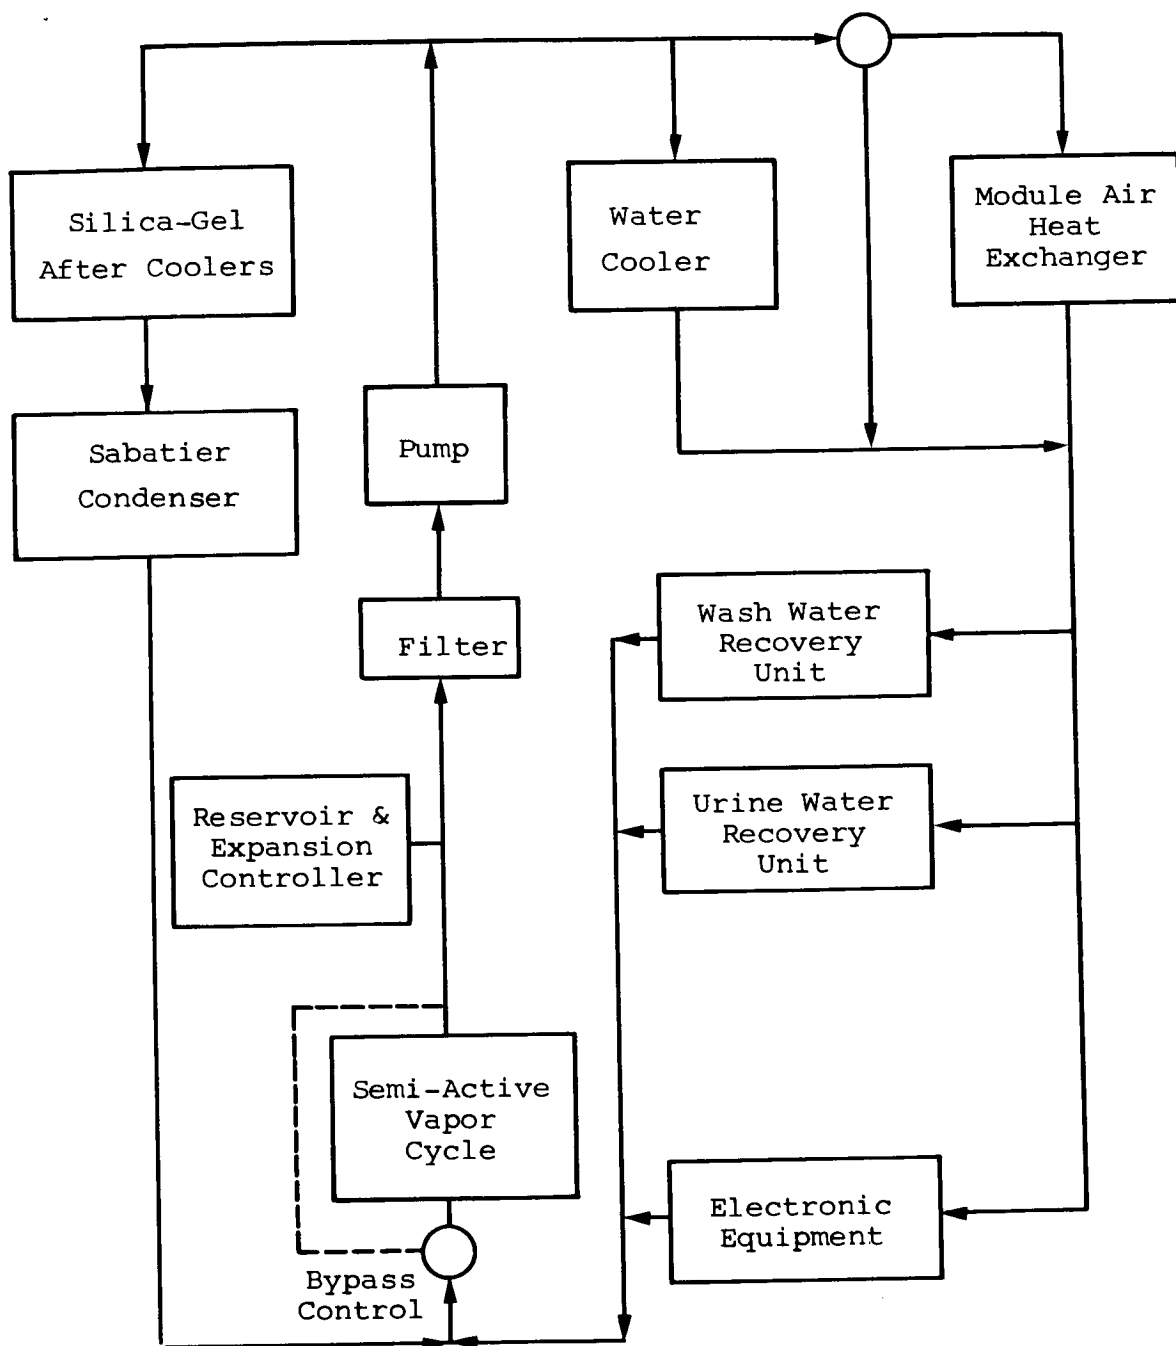 Silica-Gel
After Coolers
Water
Cooler
Module Air
Heat
Exchanger
Sabatier
Condenser
Pump
Filter
Wash Water
Recovery
Unit
Reservoir &
Expansion
Controller
Urine Water
Recovery
Unit
Semi-Active
Vapor
Cycle
Electronic
Equipment
Bypass
Control